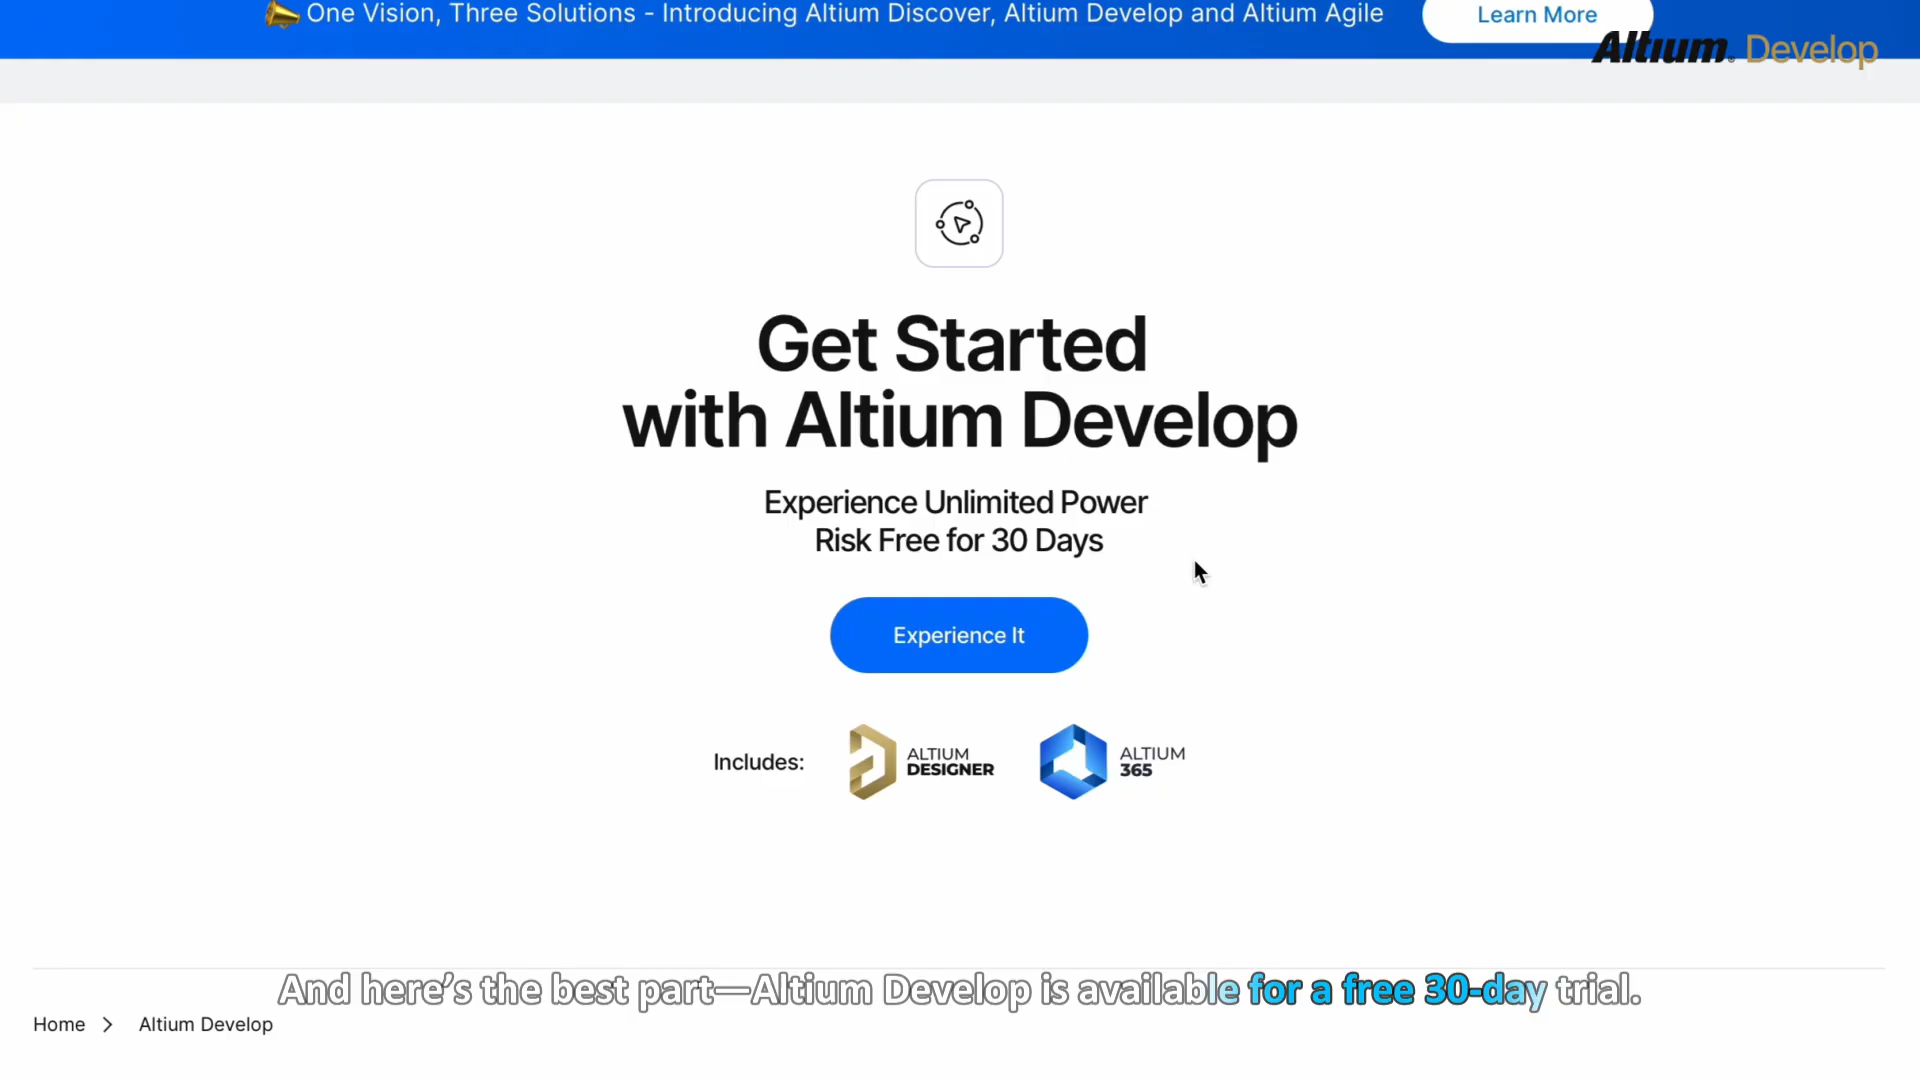 One Vision, Three Solutions - Introducing Altium Discover, Altium Develop and Altium Agile
Learn More
Altium. Develop
Get Started
with Altium Develop
Experience Unlimited Power
Risk Free for 30 Days
Experience It
Includes:
ALTIUM
DESIGNER
ALTIUM
365
And here’s the best part—Altium Develop is available for a free 30-day trial.
Home
Altium Develop